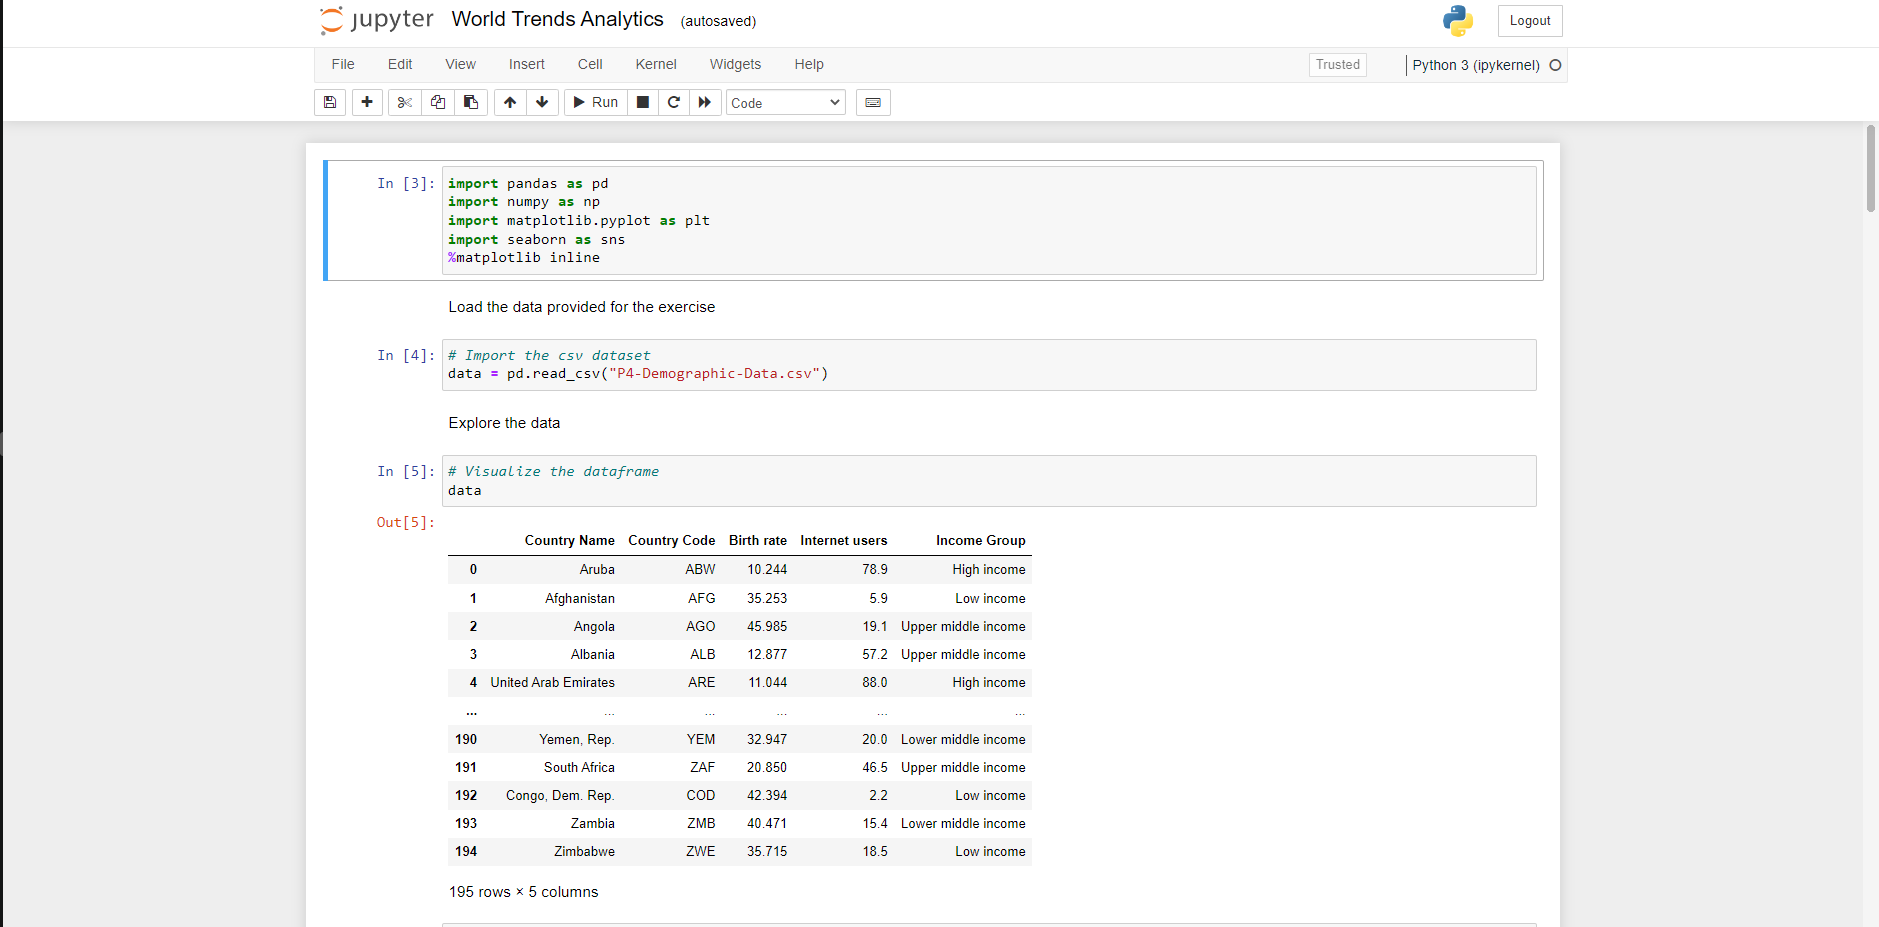 jupyter World Trends Analytics (autosaved) Logout
File Edit View Insert Cell Kernel Widgets Help Trusted Python 3 (ipykernel)
Run Code
In [3]: import pandas as pd
import numpy as np
import matplotlib.pyplot as plt
import seaborn as sns
%matplotlib inline
Load the data provided for the exercise
In [4]: # Import the csv dataset
data = pd.read_csv("P4-Demographic-Data.csv")
Explore the data
In [5]: # Visualize the dataframe
data
Out[5]:
Country Name Country Code Birth rate Internet users Income Group
0 Aruba ABW 10.244 78.9 High income
1 Afghanistan AFG 35.253 5.9 Low income
2 Angola AGO 45.985 19.1 Upper middle income
3 Albania ALB 12.877 57.2 Upper middle income
4 United Arab Emirates ARE 11.044 88.0 High income
... ... ... ... ... ...
190 Yemen, Rep. YEM 32.947 20.0 Lower middle income
191 South Africa ZAF 20.850 46.5 Upper middle income
192 Congo, Dem. Rep. COD 42.394 2.2 Low income
193 Zambia ZMB 40.471 15.4 Lower middle income
194 Zimbabwe ZWE 35.715 18.5 Low income
195 rows × 5 columns